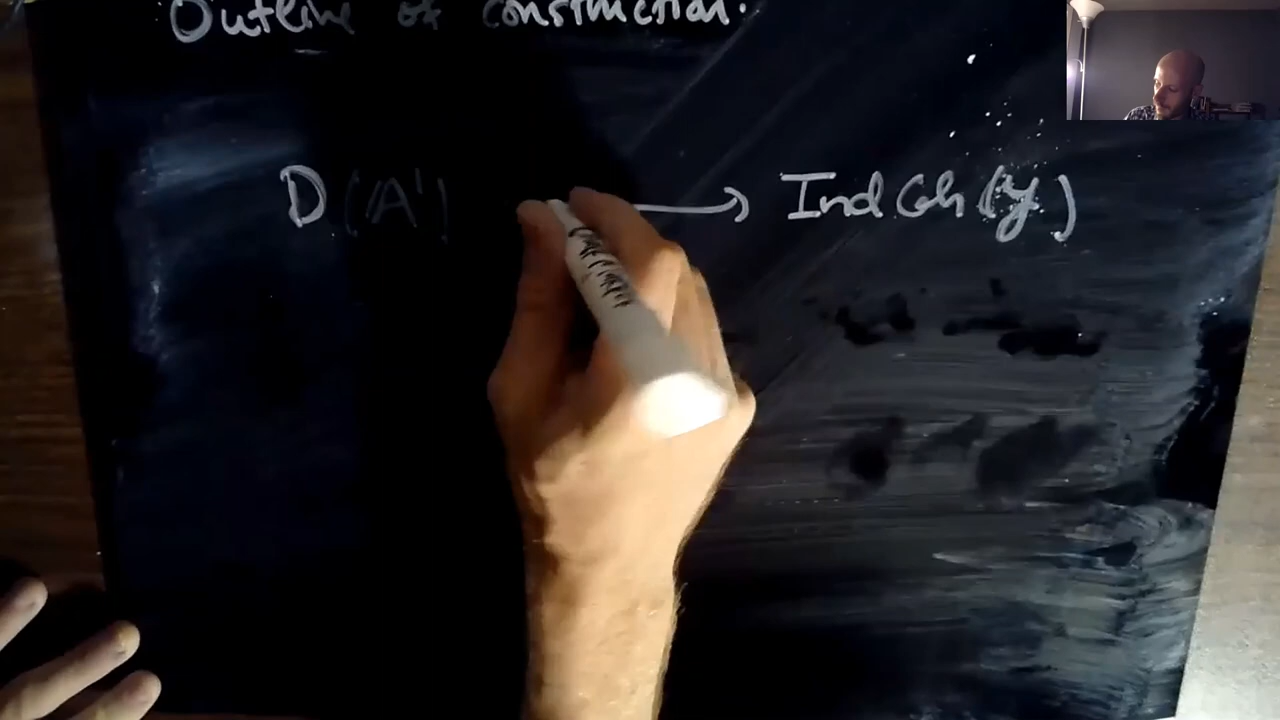 Outline of construction:
D(A') → IndCoh(Y)